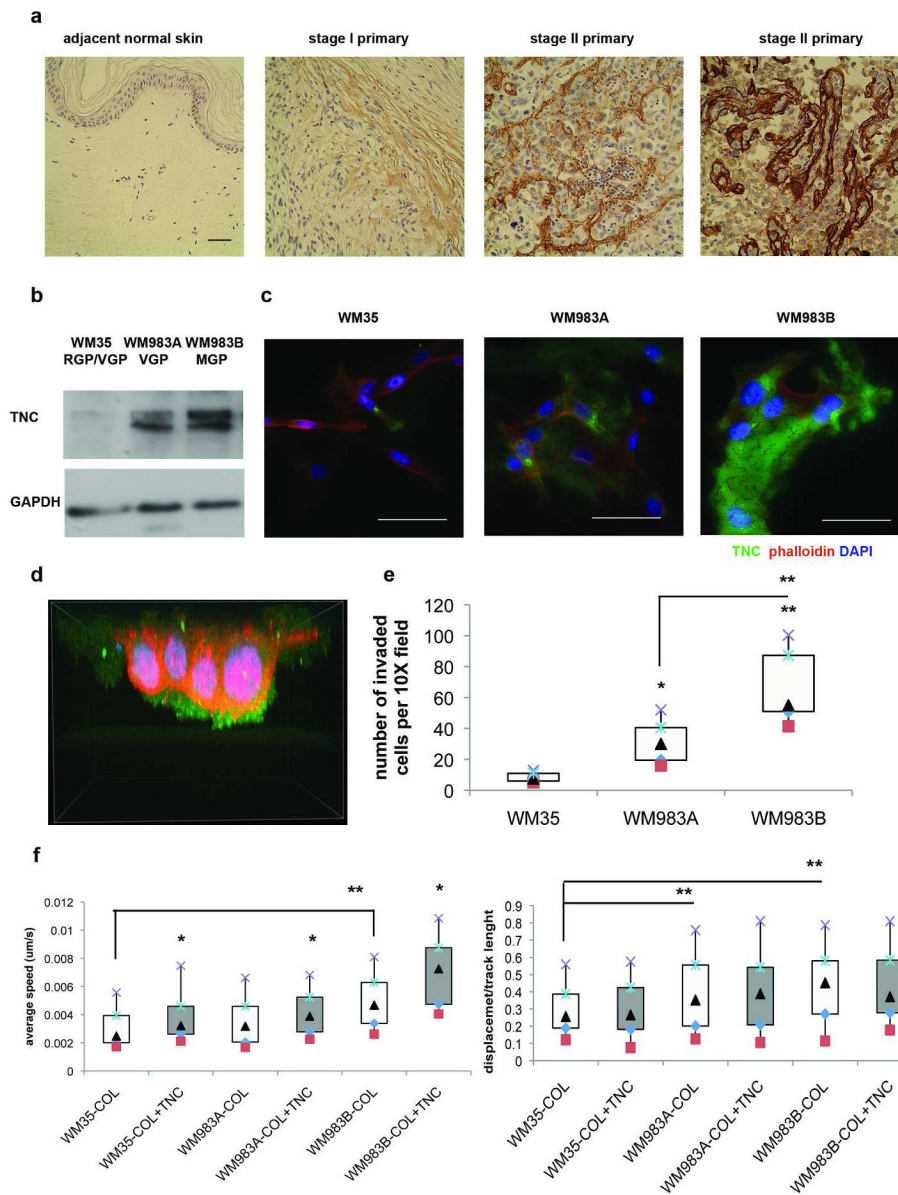 a
adjacent normal skin stage I primary stage II primary stage II primary
b
WM35 WM983A WM983B
RGP/VGP VGP MGP
TNC
GAPDH
c
WM35 WM983A WM983B
TNC phalloidin DAPI
d
e
number of invaded
cells per 10X field
120
100
80
60
40
20
0
**
**
*
WM35 WM983A WM983B
f
average speed (um/s)
0.012
0.01
0.008
0.006
0.004
0.002
0
** *
* *
WM35-COL
WM35-COL+TNC
WM983A-COL
WM983A-COL+TNC
WM983B-COL
WM983B-COL+TNC
displacemet/track lenght
0.9
0.8
0.7
0.6
0.5
0.4
0.3
0.2
0.1
0
**
**
WM35-COL
WM35-COL+TNC
WM983A-COL
WM983A-COL+TNC
WM983B-COL
WM983B-COL+TNC